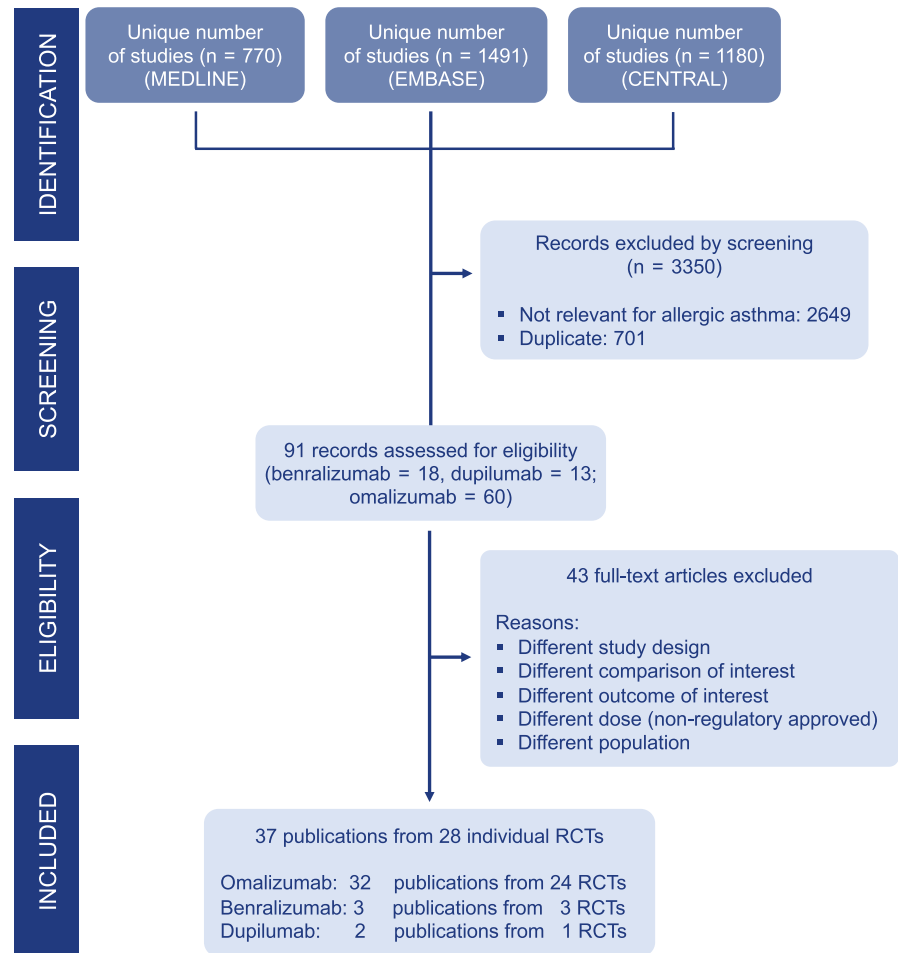 IDENTIFICATION
Unique number
of studies (n = 770)
(MEDLINE)
Unique number
of studies (n = 1491)
(EMBASE)
Unique number
of studies (n = 1180)
(CENTRAL)
Records excluded by screening
(n = 3350)
▪ Not relevant for allergic asthma: 2649
▪ Duplicate: 701
SCREENING
91 records assessed for eligibility
(benralizumab = 18, dupilumab = 13;
omalizumab = 60)
ELIGIBILITY
43 full-text articles excluded
Reasons:
▪ Different study design
▪ Different comparison of interest
▪ Different outcome of interest
▪ Different dose (non-regulatory approved)
▪ Different population
INCLUDED
37 publications from 28 individual RCTs
Omalizumab: 32 publications from 24 RCTs
Benralizumab: 3 publications from 3 RCTs
Dupilumab: 2 publications from 1 RCTs